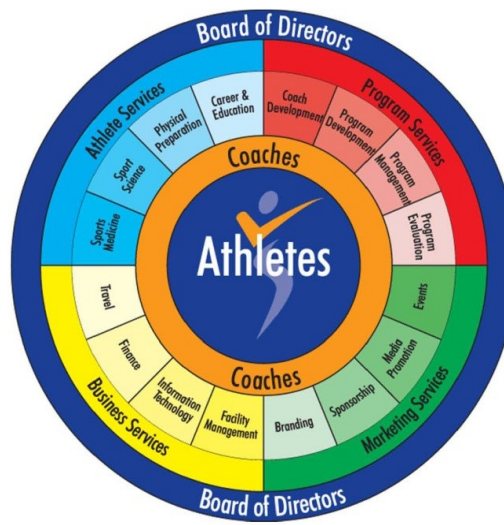 Board of Directors
Athlete Services
Program Services
Career &
Education
Physical
Preparation
Sport
Science
Sports
Medicine
Coach
Development
Program
Development
Program
Management
Program
Evaluation
Coaches
Athletes
Coaches
Travel
Finance
Information
Technology
Facility
Management
Events
Media
Promotion
Sponsorship
Branding
Business Services
Marketing Services
Board of Directors